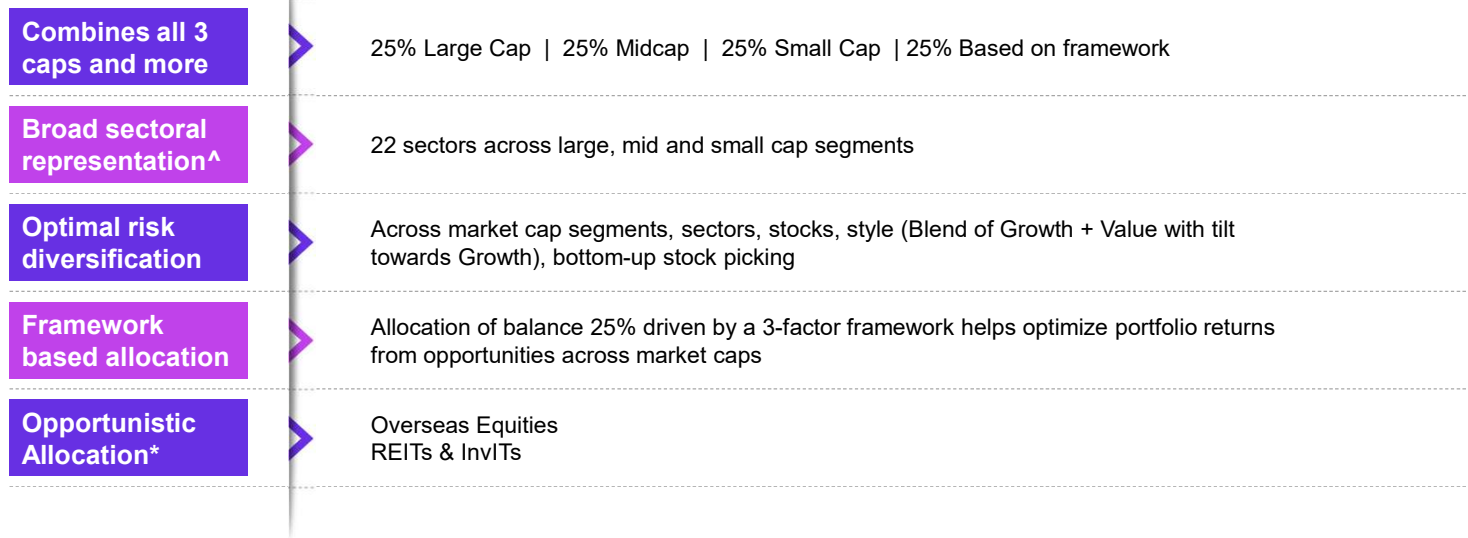 Combines all 3
caps and more
25% Large Cap | 25% Midcap | 25% Small Cap | 25% Based on framework
Broad sectoral
representation^
22 sectors across large, mid and small cap segments
Optimal risk
diversification
Across market cap segments, sectors, stocks, style (Blend of Growth + Value with tilt
towards Growth), bottom-up stock picking
Framework
based allocation
Allocation of balance 25% driven by a 3-factor framework helps optimize portfolio returns
from opportunities across market caps
Opportunistic
Allocation*
Overseas Equities
REITs & InvITs